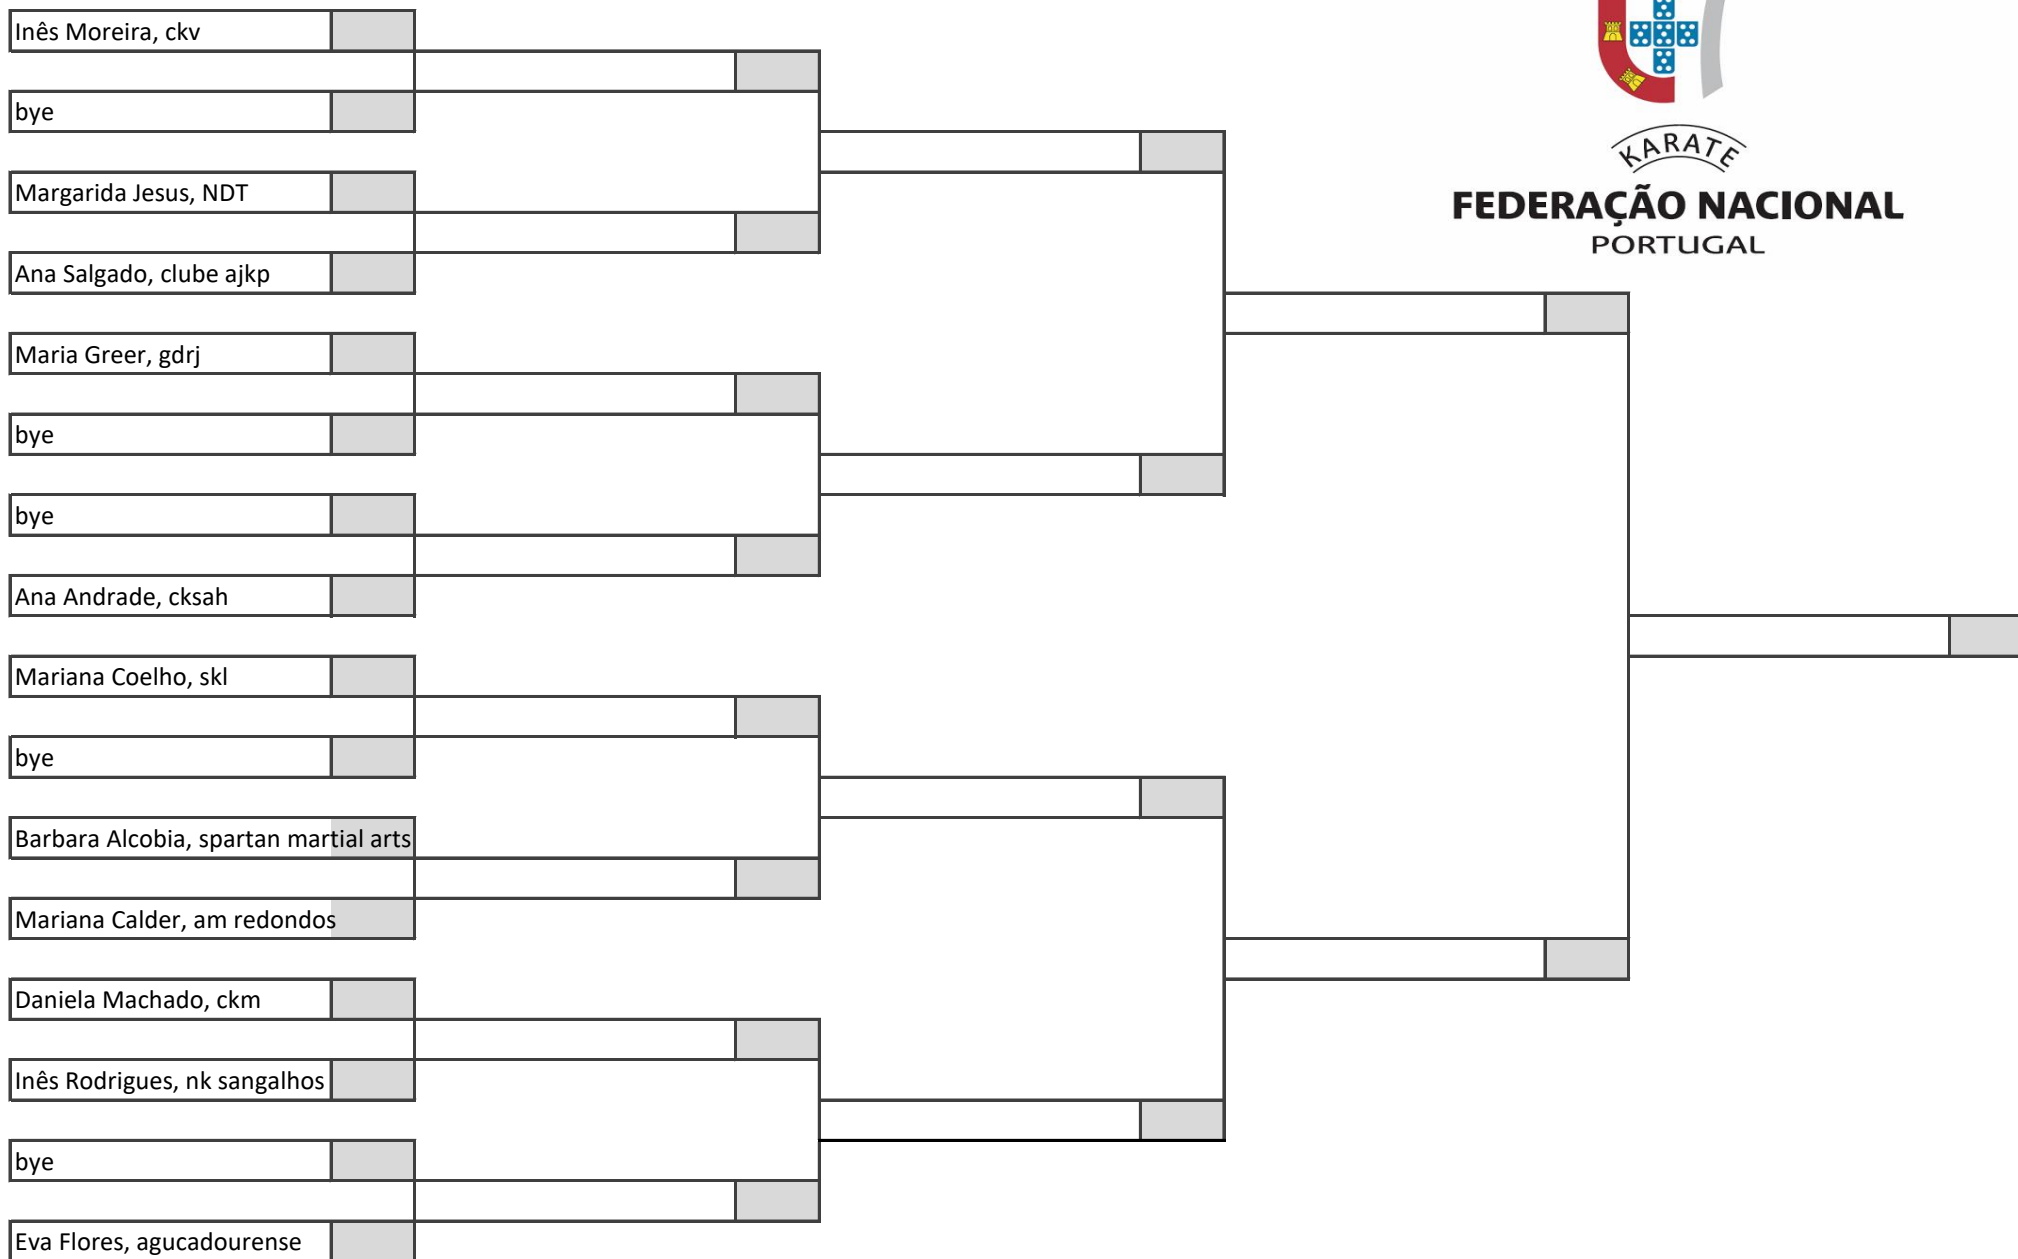 Inês Moreira, ckv
bye
Margarida Jesus, NDT
Ana Salgado, clube ajkp
Maria Greer, gdrj
bye
bye
Ana Andrade, cksah
Mariana Coelho, skl
bye
Barbara Alcobia, spartan martial arts
Mariana Calder, am redondos
Daniela Machado, ckm
Inês Rodrigues, nk sangalhos
bye
Eva Flores, agucadourense
KARATE
FEDERAÇÃO NACIONAL
PORTUGAL